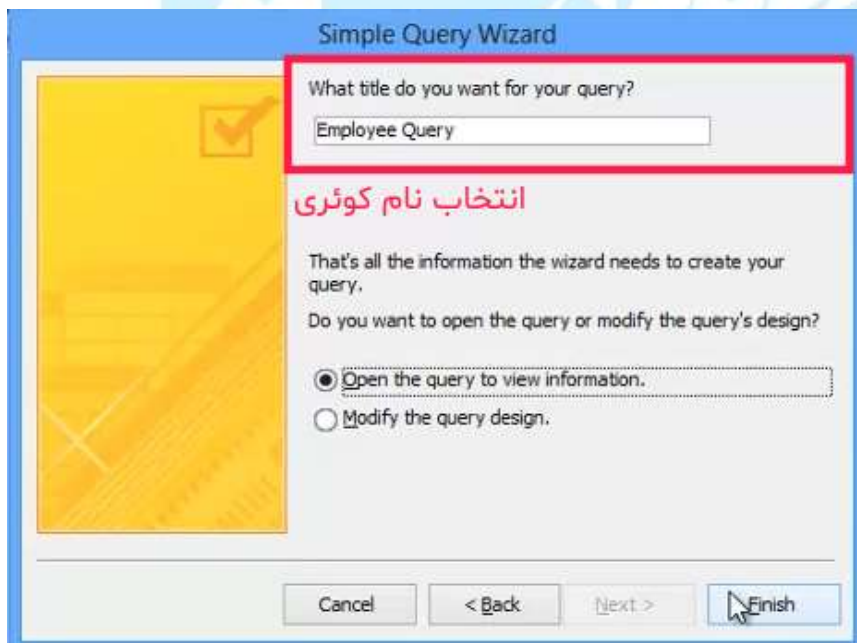 Simple Query Wizard
What title do you want for your query?
Employee Query
انتخاب نام کوئری
That's all the information the wizard needs to create your
query.
Do you want to open the query or modify the query's design?
Open the query to view information.
Modify the query design.
Cancel
< Back
Next >
Finish